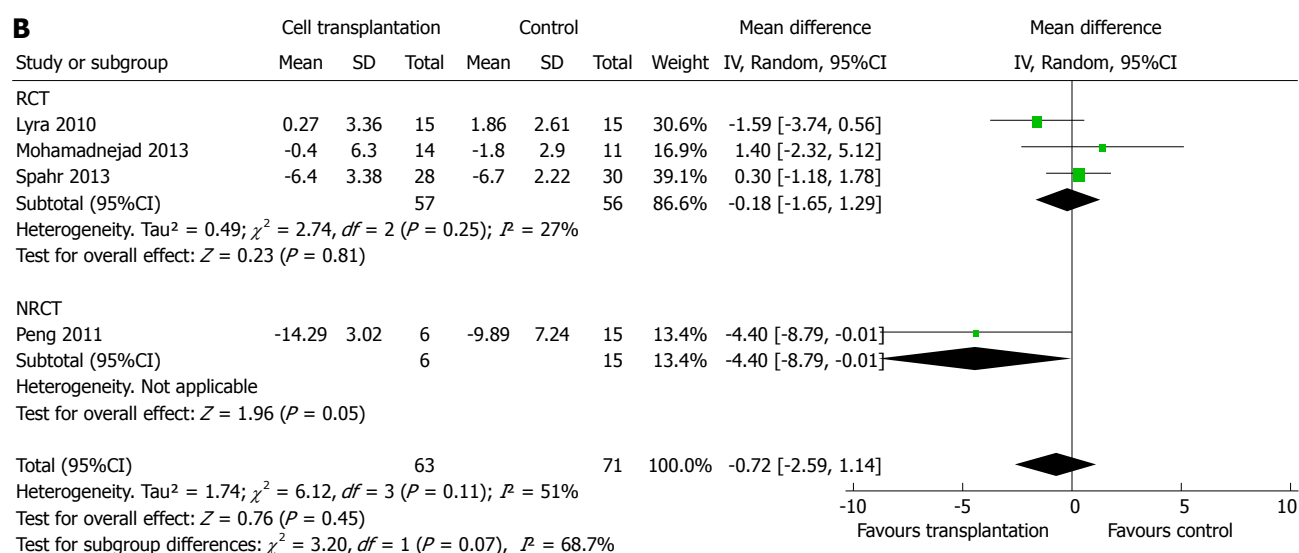 B Cell transplantation Control Mean difference Mean difference
Study or subgroup Mean SD Total Mean SD Total Weight IV, Random, 95%CI IV, Random, 95%CI
RCT
Lyra 2010 0.27 3.36 15 1.86 2.61 15 30.6% -1.59 [-3.74, 0.56]
Mohamadnejad 2013 -0.4 6.3 14 -1.8 2.9 11 16.9% 1.40 [-2.32, 5.12]
Spahr 2013 -6.4 3.38 28 -6.7 2.22 30 39.1% 0.30 [-1.18, 1.78]
Subtotal (95%CI) 57 56 86.6% -0.18 [-1.65, 1.29]
Heterogeneity. Tau² = 0.49; χ² = 2.74, df = 2 (P = 0.25); I² = 27%
Test for overall effect: Z = 0.23 (P = 0.81)
NRCT
Peng 2011 -14.29 3.02 6 -9.89 7.24 15 13.4% -4.40 [-8.79, -0.01]
Subtotal (95%CI) 6 15 13.4% -4.40 [-8.79, -0.01]
Heterogeneity. Not applicable
Test for overall effect: Z = 1.96 (P = 0.05)
Total (95%CI) 63 71 100.0% -0.72 [-2.59, 1.14]
Heterogeneity. Tau² = 1.74; χ² = 6.12, df = 3 (P = 0.11); I² = 51%
Test for overall effect: Z = 0.76 (P = 0.45)
Test for subgroup differences: χ² = 3.20, df = 1 (P = 0.07), I² = 68.7%
-10 -5 0 5 10
Favours transplantation Favours control